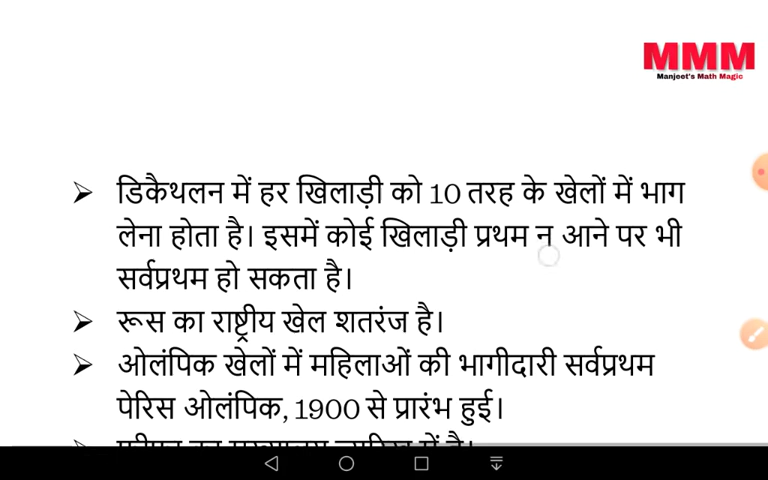 MMM
Manjeet's Math Magic
➢ डिकैथलन में हर खिलाड़ी को 10 तरह के खेलों में भाग
लेना होता है। इसमें कोई खिलाड़ी प्रथम न आने पर भी
सर्वप्रथम हो सकता है।
➢ रूस का राष्ट्रीय खेल शतरंज है।
➢ ओलंपिक खेलों में महिलाओं की भागीदारी सर्वप्रथम
पेरिस ओलंपिक, 1900 से प्रारंभ हुई।